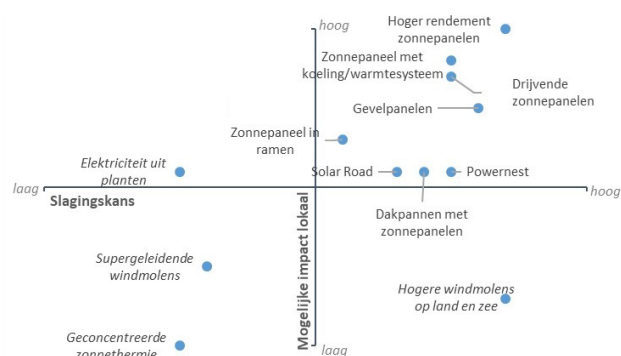 hoog
Hoger rendement
zonnepanelen
Zonnepaneel met
koeling/warmtesysteem
Drijvende
zonnepanelen
Gevelpanelen
Zonnepaneel in
ramen
Elektriciteit uit
planten
Solar Road
Powernest
laag
hoog
Slagingskans
Dakpannen met
zonnepanelen
Mogelijke impact lokaal
Supergeleidende
windmolens
Hogere windmolens
op land en zee
Geconcentreerde
zonnethermie
laag